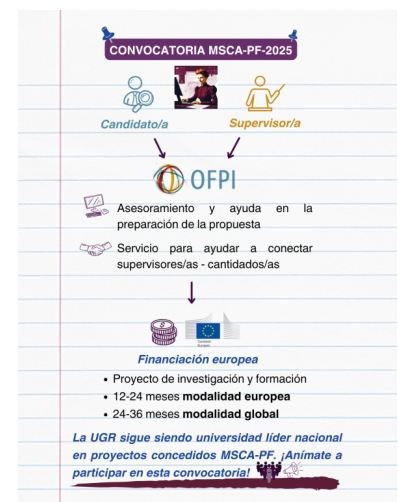 CONVOCATORIA MSCA-PF-2025
Candidato/a
Supervisor/a
OFPI
Asesoramiento y ayuda en la
preparación de la propuesta
Servicio para ayudar a conectar
supervisores/as - cantidados/as
Comisión
Europea
Financiación europea
• Proyecto de investigación y formación
• 12-24 meses modalidad europea
• 24-36 meses modalidad global
La UGR sigue siendo universidad líder nacional
en proyectos concedidos MSCA-PF. ¡Anímate a
participar en esta convocatoria!